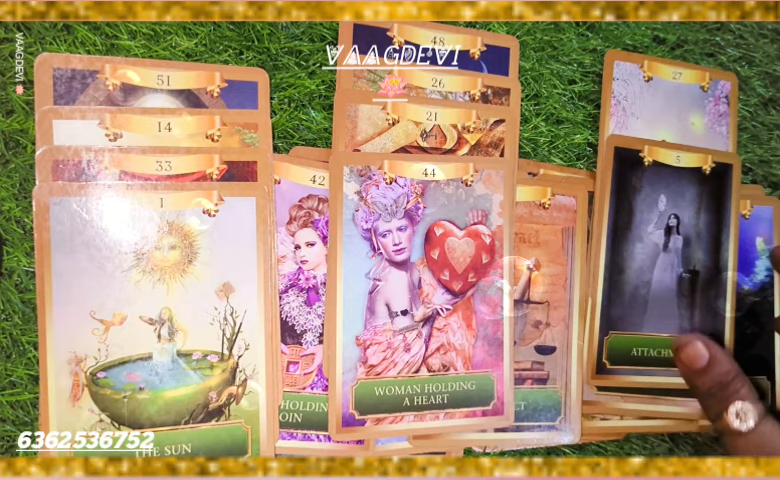 VAAGDEVI
VAAGDEVI
48
51
26
14
21
33
27
5
1
42
44
ATTACHM
WOMAN HOLDING
A HEART
HOLDIN
OIN
THE SUN
6362536752